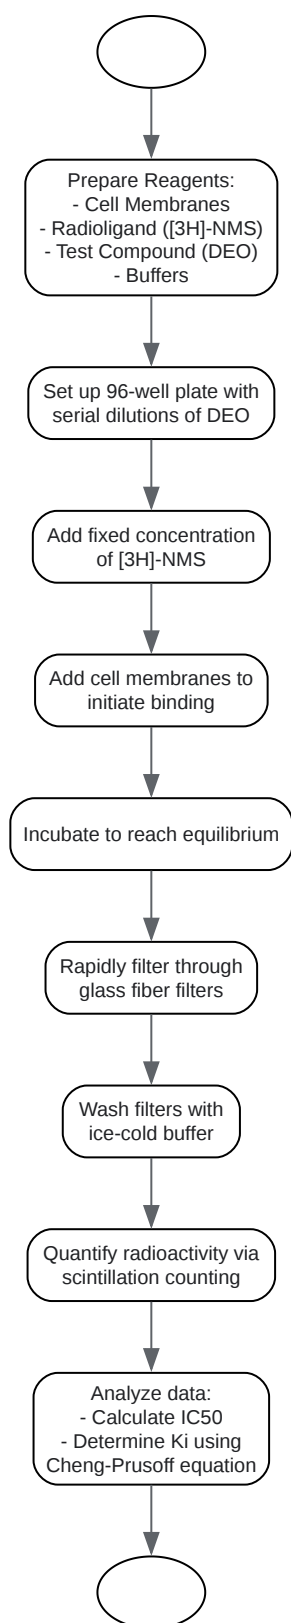 Prepare Reagents:
- Cell Membranes
- Radioligand ([3H]-NMS)
- Test Compound (DEO)
- Buffers
Set up 96-well plate with
serial dilutions of DEO
Add fixed concentration
of [3H]-NMS
Add cell membranes to
initiate binding
Incubate to reach equilibrium
Rapidly filter through
glass fiber filters
Wash filters with
ice-cold buffer
Quantify radioactivity via
scintillation counting
Analyze data:
- Calculate IC50
- Determine Ki using
Cheng-Prusoff equation